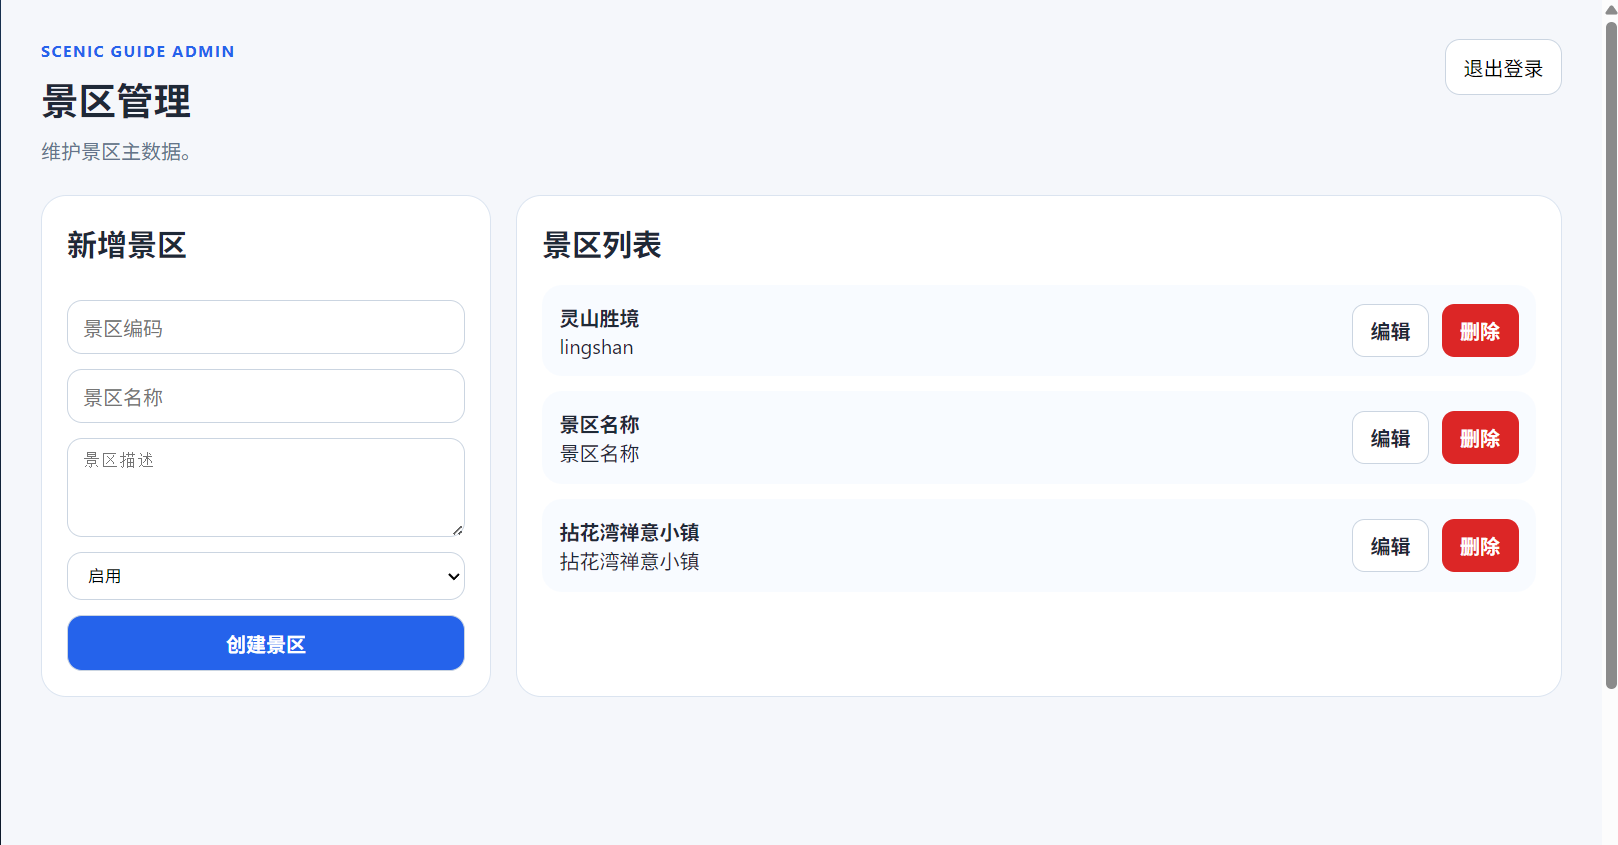 SCENIC GUIDE ADMIN
景区管理
维护景区主数据。
退出登录
新增景区
景区编码
景区名称
景区描述
启用
创建景区
景区列表
灵山胜境
lingshan
编辑
删除
景区名称
景区名称
编辑
删除
拈花湾禅意小镇
拈花湾禅意小镇
编辑
删除